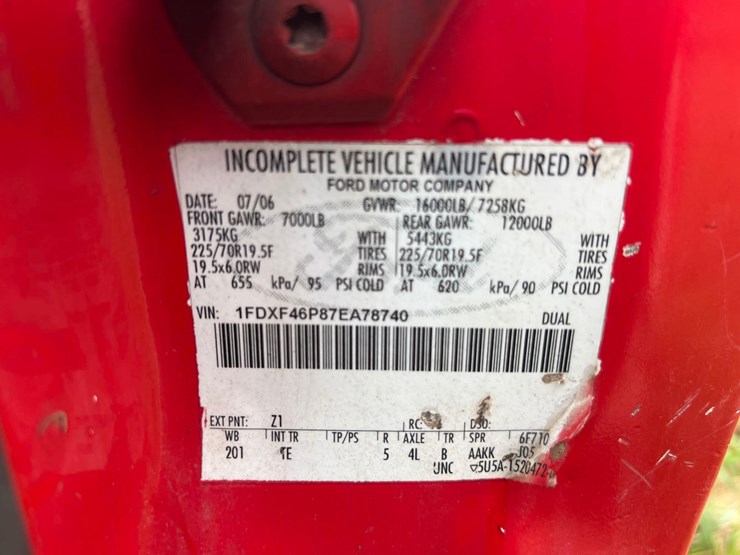 INCOMPLETE VEHICLE MANUFACTURED BY
FORD MOTOR COMPANY
DATE: 07/06 GVWR: 16000LB/ 7258KG
FRONT GAWR: 7000LB REAR GAWR: 12000LB
3175KG WITH 5443KG WITH
225/70R19.5F TIRES 225/70R19.5F TIRES
19.5x6.0RW RIMS 19.5x6.0RW RIMS
AT 655 kPa/ 95 PSI COLD AT 620 kPa/ 90 PSI COLD
VIN: 1FDXF46P87EA78740 DUAL
EXT PNT: Z1 RC: DSO:
WB INT TR TP/PS R AXLE TR SPR 6F710
201 TE 5 4L B AAKK J05
UNC ▽5U5A-1520472-